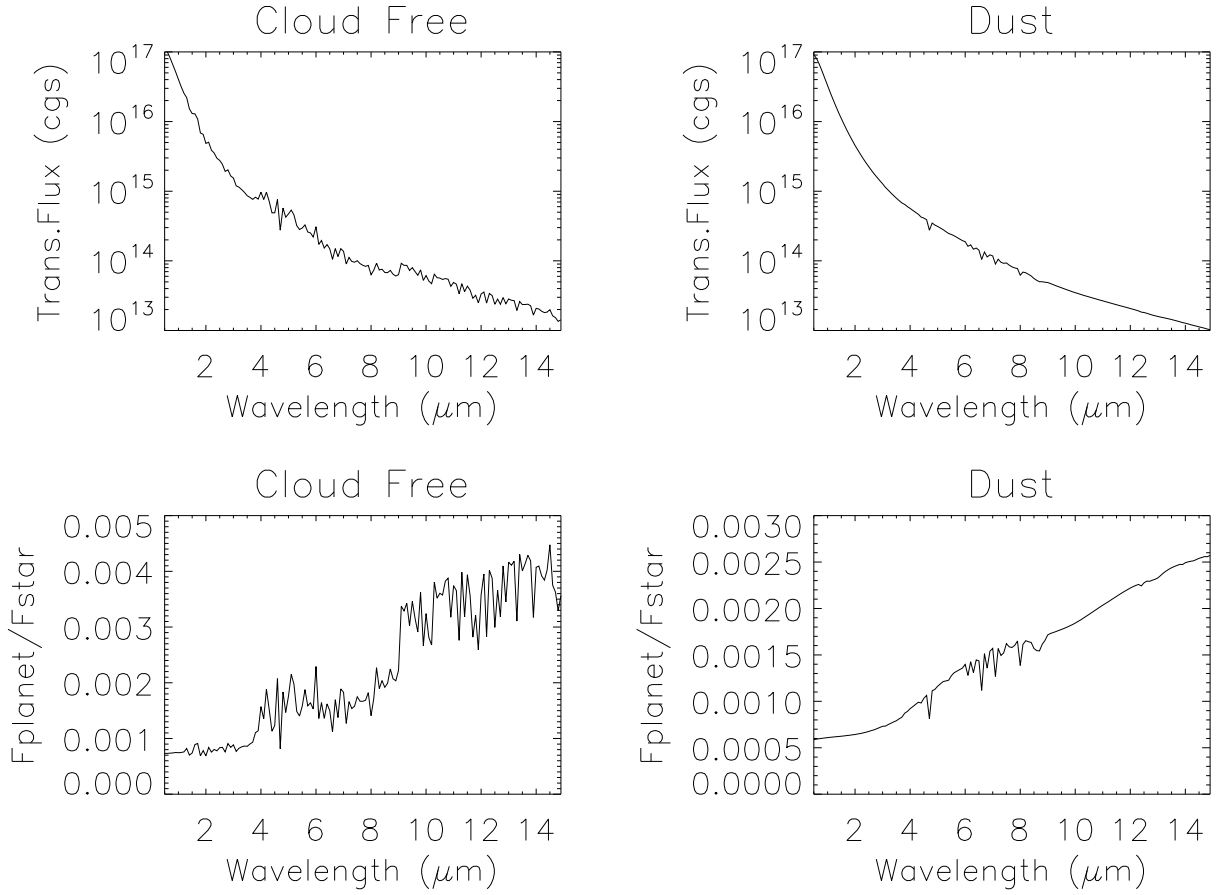 Cloud Free
Trans.Flux (cgs)
10^17
10^16
10^15
10^14
10^13
2 4 6 8 10 12 14
Wavelength (μm)
Dust
Trans.Flux (cgs)
10^17
10^16
10^15
10^14
10^13
2 4 6 8 10 12 14
Wavelength (μm)
Cloud Free
Fplanet/Fstar
0.005
0.004
0.003
0.002
0.001
0.000
2 4 6 8 10 12 14
Wavelength (μm)
Dust
Fplanet/Fstar
0.0030
0.0025
0.0020
0.0015
0.0010
0.0005
0.0000
2 4 6 8 10 12 14
Wavelength (μm)